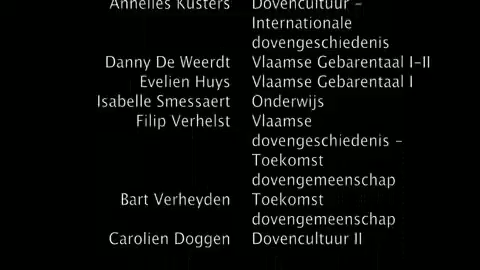 Annelies Kusters Dovencultuur –
Internationale
dovengeschiedenis
Danny De Weerdt Vlaamse Gebarentaal I-II
Evelien Huys Vlaamse Gebarentaal I
Isabelle Smessaert Onderwijs
Filip Verhelst Vlaamse
dovengeschiedenis –
Toekomst
dovengemeenschap
Bart Verheyden Toekomst
dovengemeenschap
Carolien Doggen Dovencultuur II